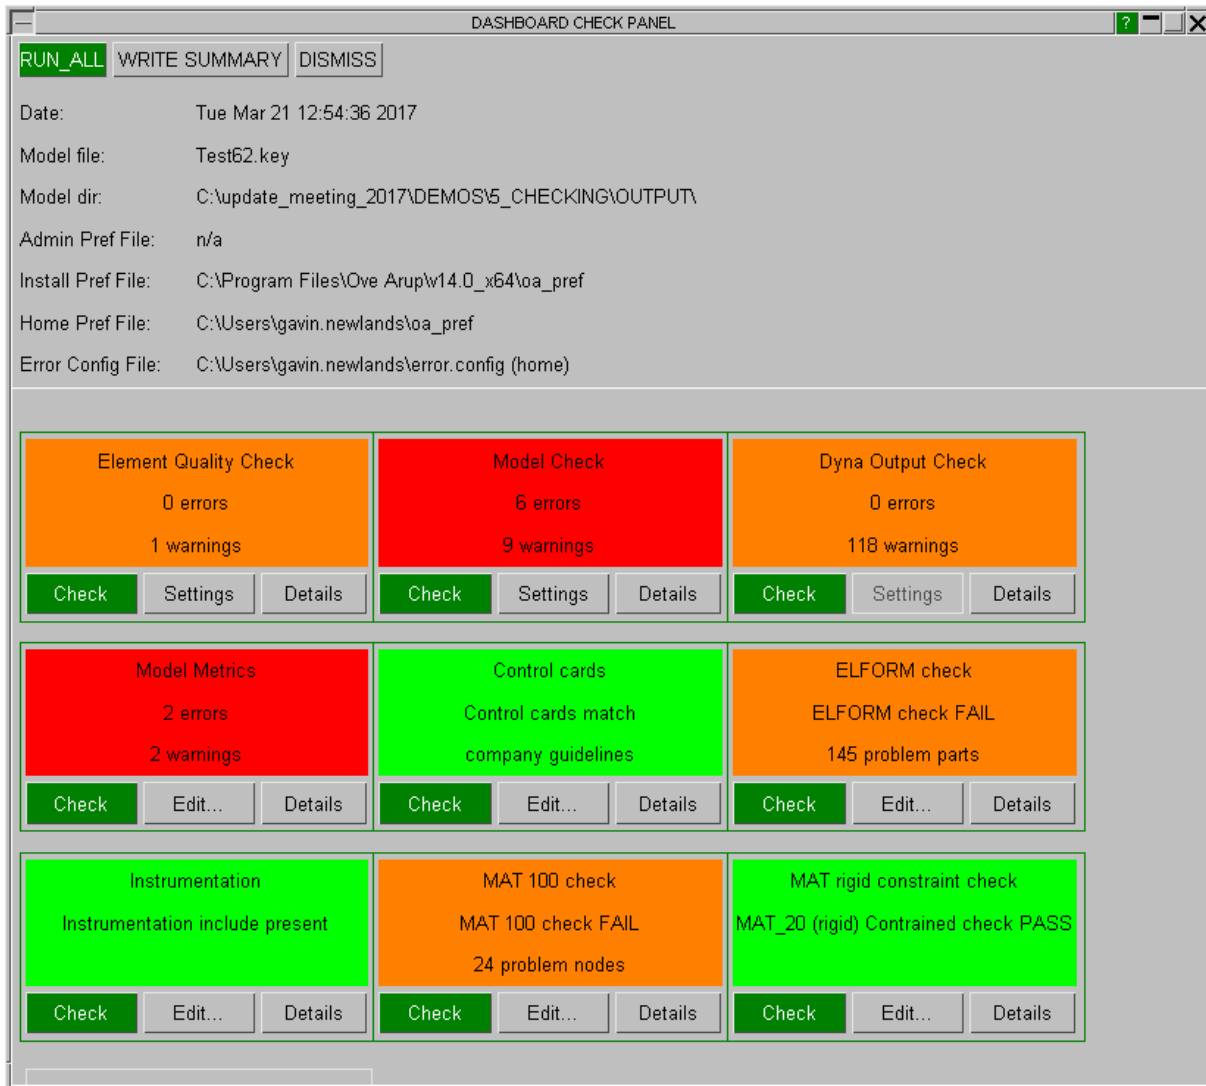 DASHBOARD CHECK PANEL ?
RUN_ALL WRITE SUMMARY DISMISS
Date: Tue Mar 21 12:54:36 2017
Model file: Test62.key
Model dir: C:\update_meeting_2017\DEMOS\5_CHECKING\OUTPUT\
Admin Pref File: n/a
Install Pref File: C:\Program Files\Ove Arup\v14.0_x64\oa_pref
Home Pref File: C:\Users\gavin.newlands\oa_pref
Error Config File: C:\Users\gavin.newlands\error.config (home)
Element Quality Check
0 errors
1 warnings
Check Settings Details
Model Check
6 errors
9 warnings
Check Settings Details
Dyna Output Check
0 errors
118 warnings
Check Settings Details
Model Metrics
2 errors
2 warnings
Check Edit... Details
Control cards
Control cards match
company guidelines
Check Edit... Details
ELFORM check
ELFORM check FAIL
145 problem parts
Check Edit... Details
Instrumentation
Instrumentation include present
Check Edit... Details
MAT 100 check
MAT 100 check FAIL
24 problem nodes
Check Edit... Details
MAT rigid constraint check
MAT_20 (rigid) Contrained check PASS
Check Edit... Details